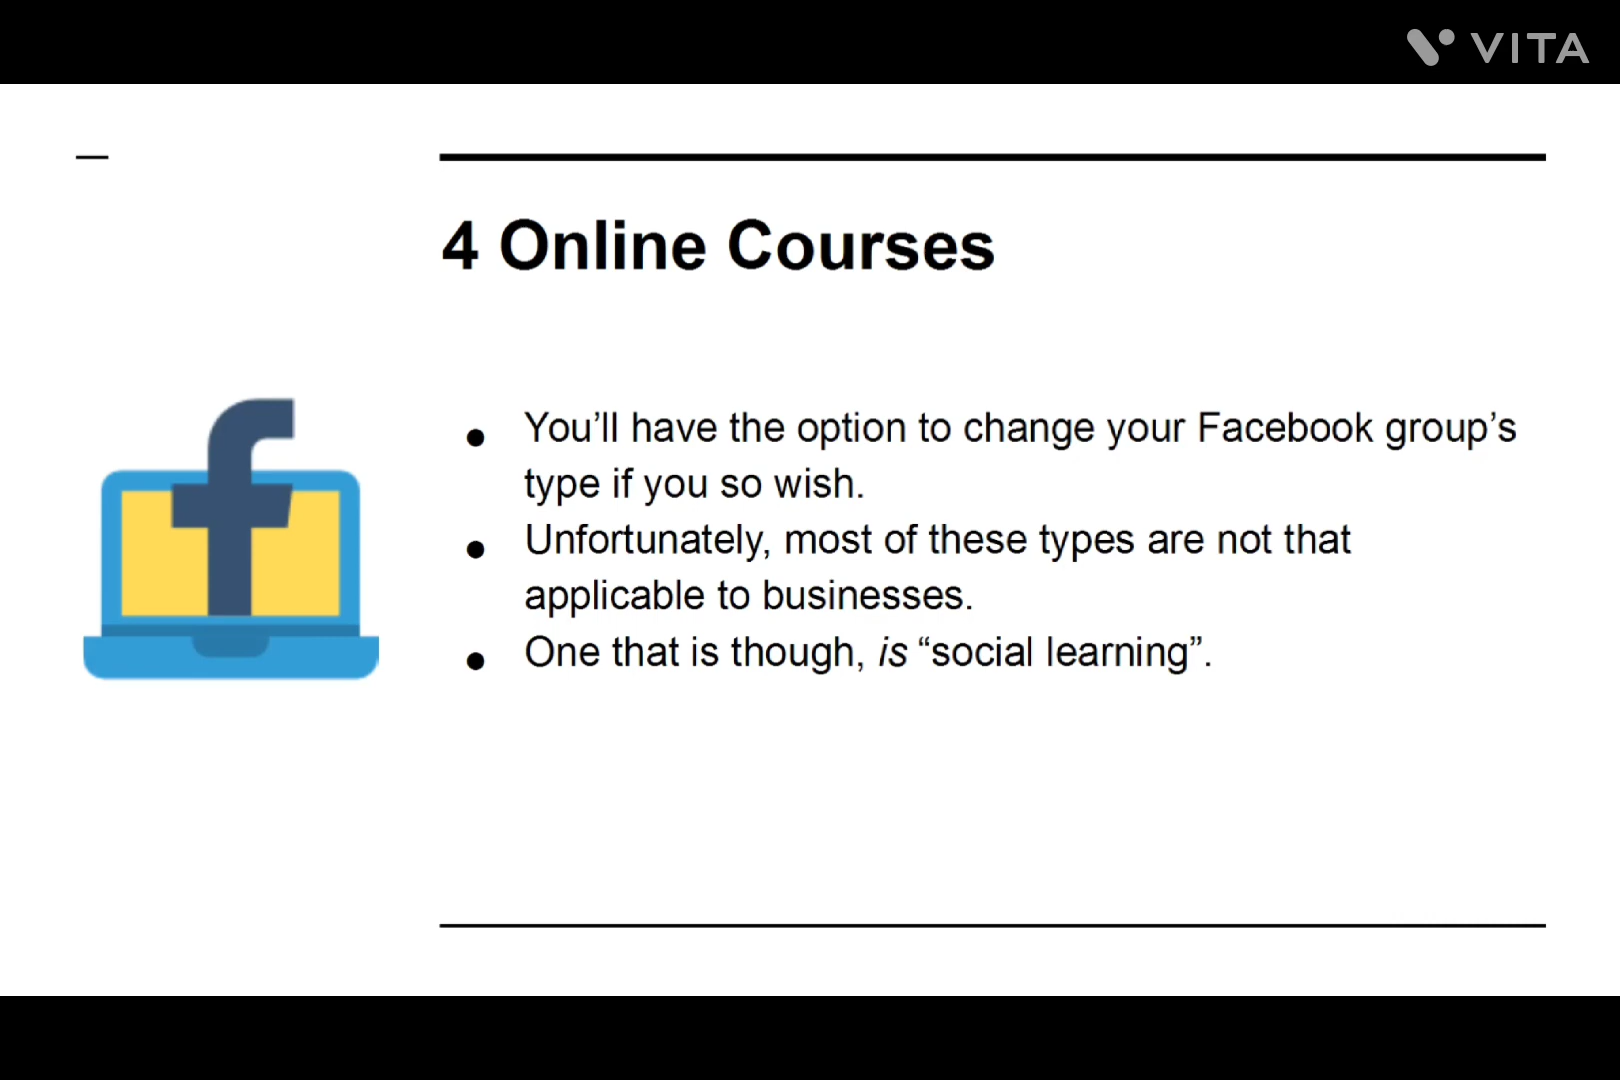 VITA
4 Online Courses
● You’ll have the option to change your Facebook group’s
type if you so wish.
● Unfortunately, most of these types are not that
applicable to businesses.
● One that is though, is “social learning”.